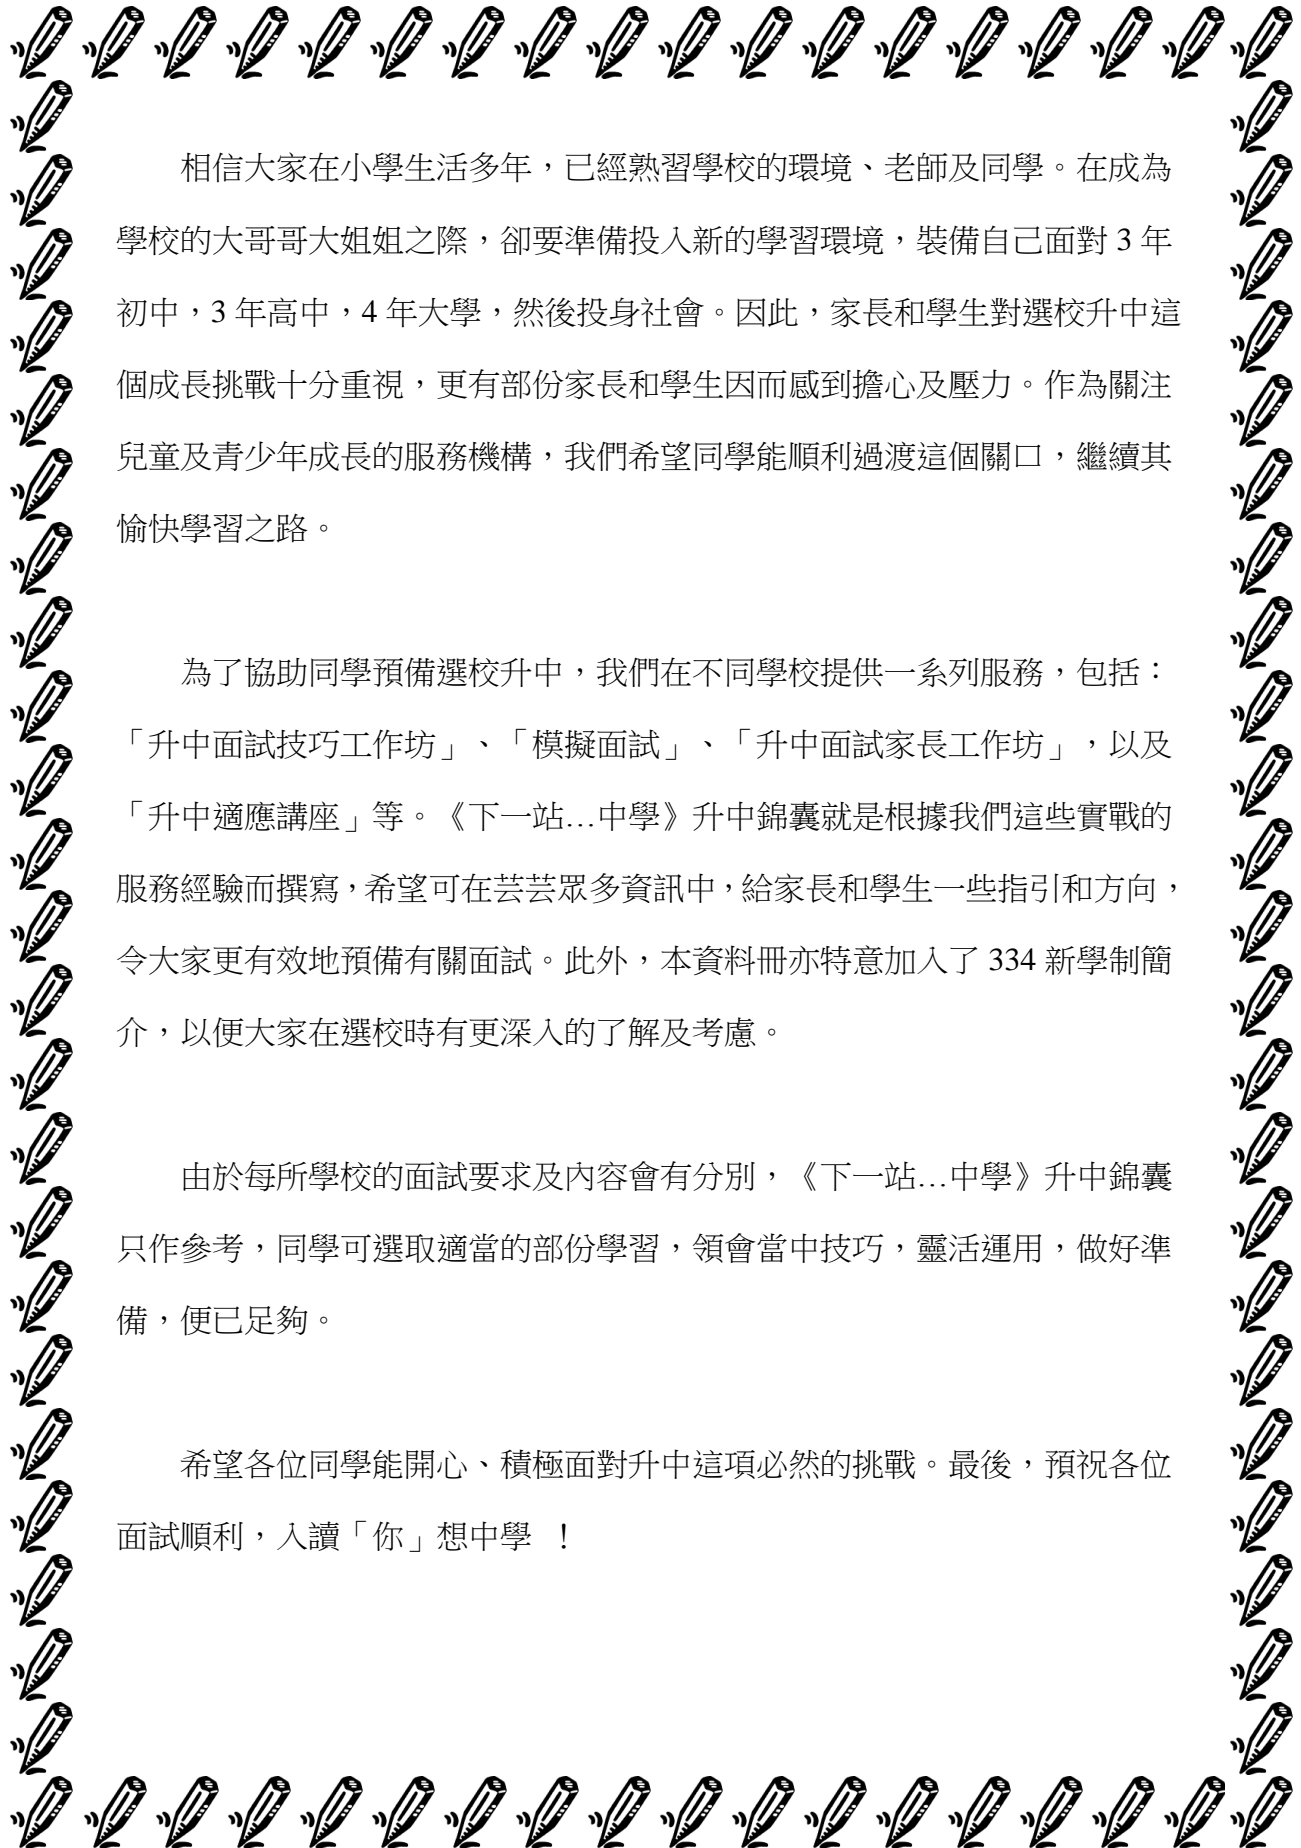 相信大家在小學生活多年，已經熟習學校的環境、老師及同學。在成為
學校的大哥哥大姐姐之際，卻要準備投入新的學習環境，裝備自己面對 3 年
初中，3 年高中，4 年大學，然後投身社會。因此，家長和學生對選校升中這
個成長挑戰十分重視，更有部份家長和學生因而感到擔心及壓力。作為關注
兒童及青少年成長的服務機構，我們希望同學能順利過渡這個關口，繼續其
愉快學習之路。
為了協助同學預備選校升中，我們在不同學校提供一系列服務，包括：
「升中面試技巧工作坊」、「模擬面試」、「升中面試家長工作坊」，以及
「升中適應講座」等。《下一站…中學》升中錦囊就是根據我們這些實戰的
服務經驗而撰寫，希望可在芸芸眾多資訊中，給家長和學生一些指引和方向，
令大家更有效地預備有關面試。此外，本資料冊亦特意加入了 334 新學制簡
介，以便大家在選校時有更深入的了解及考慮。
由於每所學校的面試要求及內容會有分別，《下一站…中學》升中錦囊
只作參考，同學可選取適當的部份學習，領會當中技巧，靈活運用，做好準
備，便已足夠。
希望各位同學能開心、積極面對升中這項必然的挑戰。最後，預祝各位
面試順利，入讀「你」想中學 ！